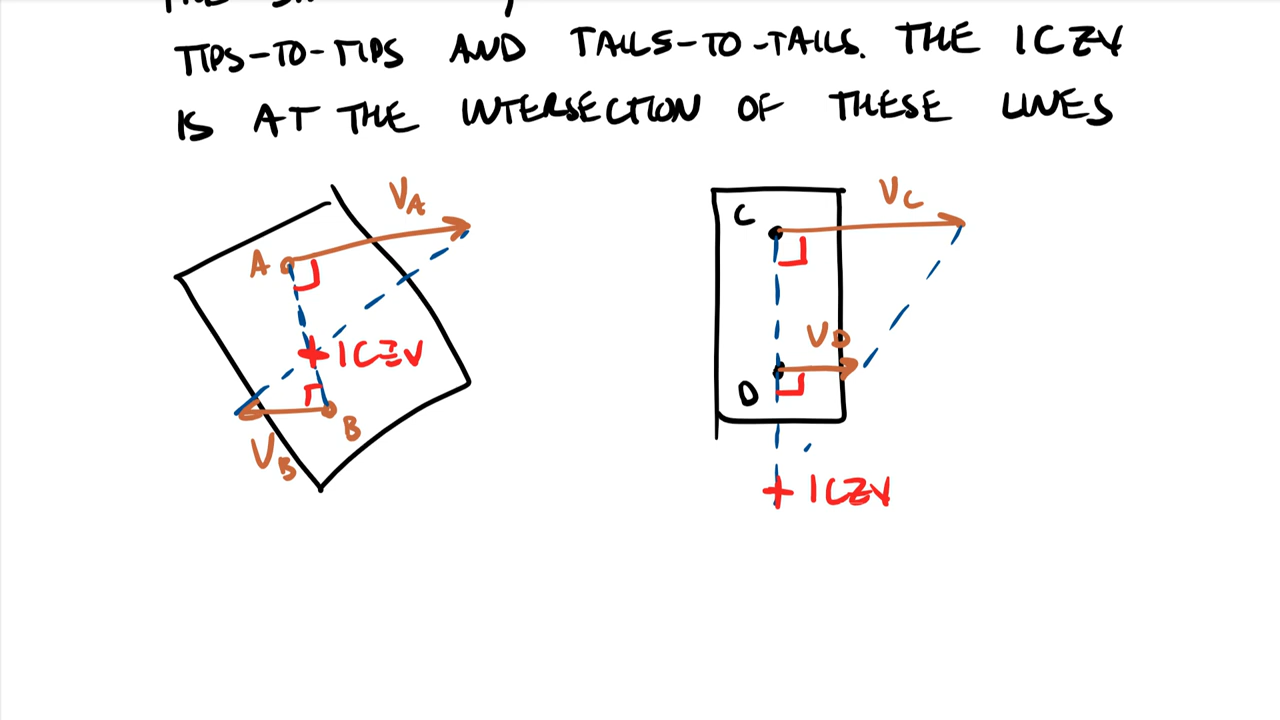 TIPS-TO-TIPS AND TAILS-TO-TAILS. THE ICZV
IS AT THE INTERSECTION OF THESE LINES
VA
A
ICZV
B
VB
VC
C
VD
D
ICZV